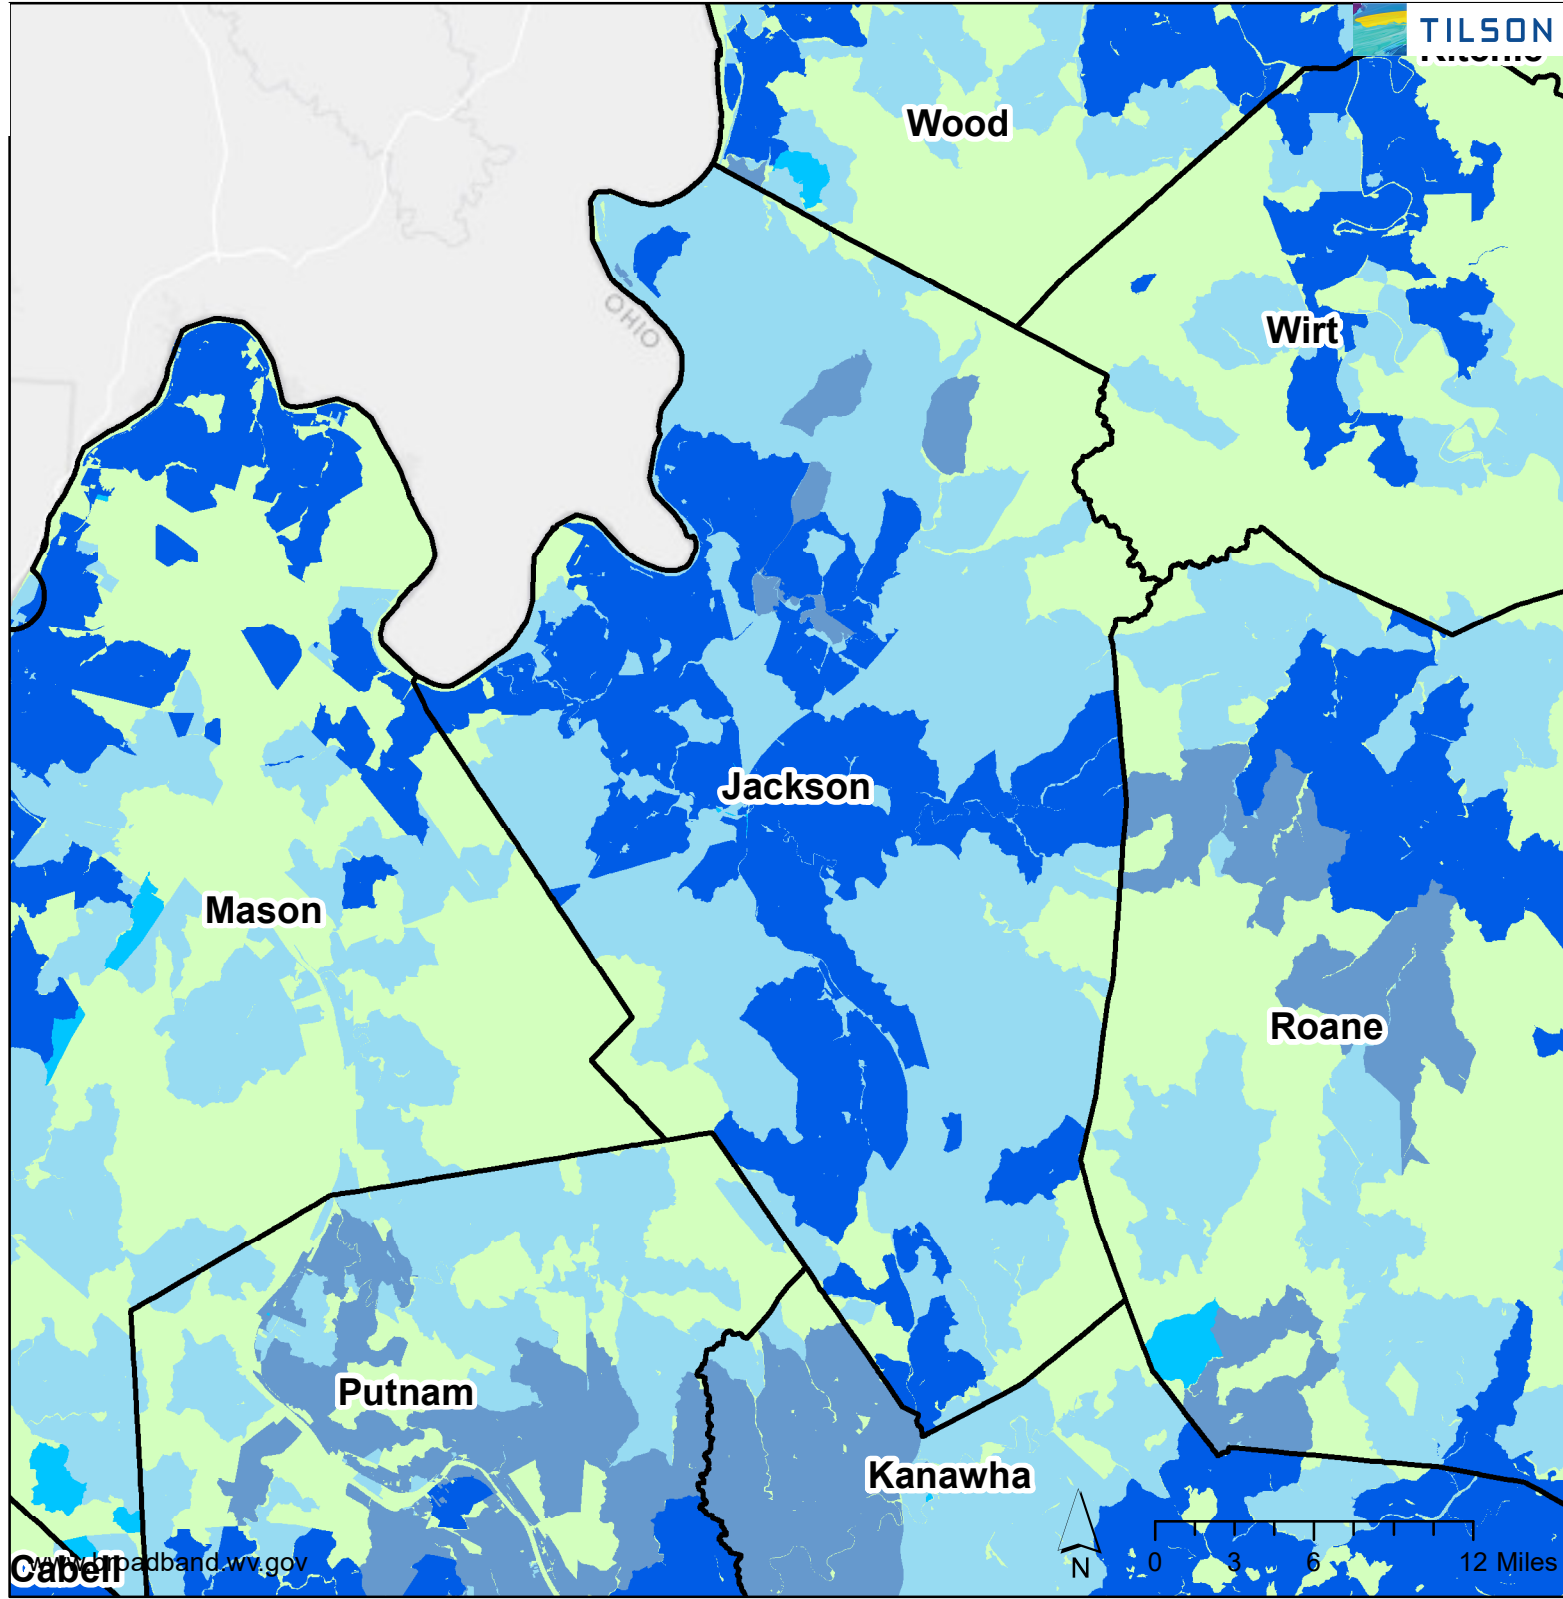 TILSON
Ritchie
Wood
OHIO
Wirt
Jackson
Mason
Roane
Putnam
Kanawha
N
0 3 6 12 Miles
www.broadband.wv.gov
Cabell